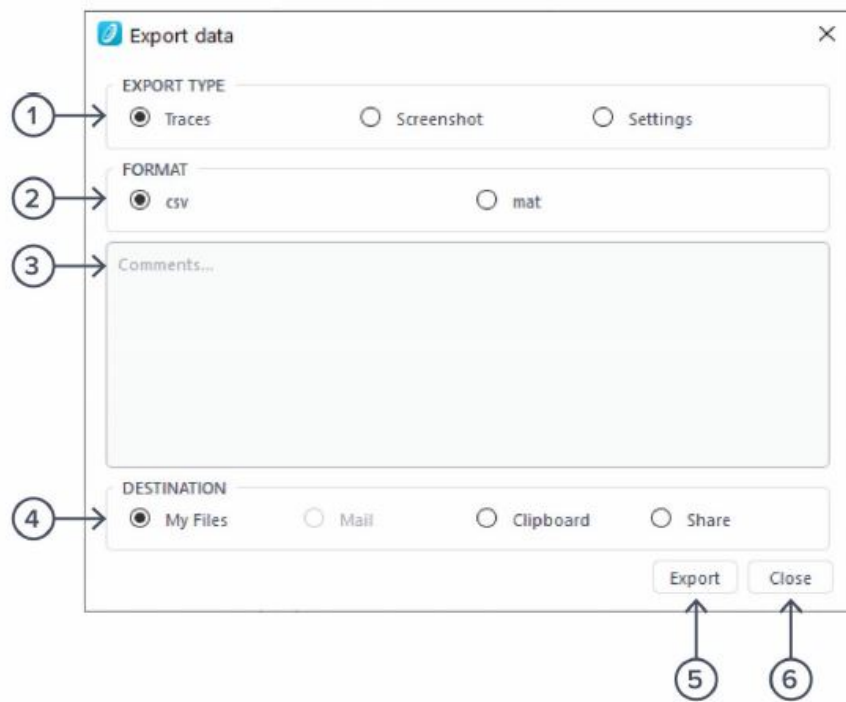 Export data
EXPORT TYPE
1 Traces Screenshot Settings
FORMAT
2 csv mat
3 Comments...
DESTINATION
4 My Files Mail Clipboard Share
Export Close
5 6